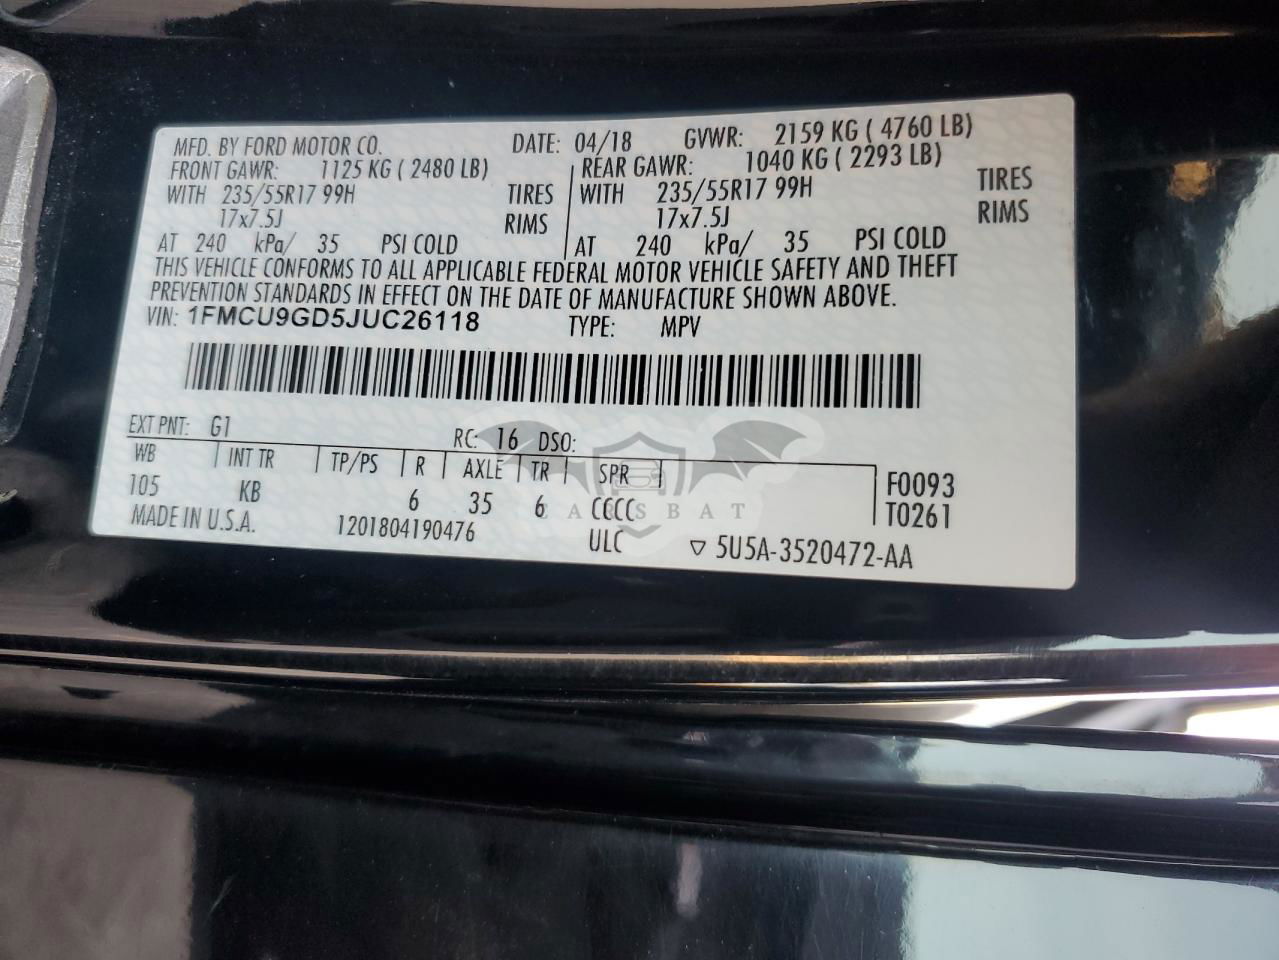 MFD. BY FORD MOTOR CO. DATE: 04/18 GVWR: 2159 KG ( 4760 LB)
FRONT GAWR: 1125 KG ( 2480 LB) REAR GAWR: 1040 KG ( 2293 LB)
WITH 235/55R17 99H TIRES WITH 235/55R17 99H TIRES
17x7.5J RIMS 17x7.5J RIMS
AT 240 kPa/ 35 PSI COLD AT 240 kPa/ 35 PSI COLD
THIS VEHICLE CONFORMS TO ALL APPLICABLE FEDERAL MOTOR VEHICLE SAFETY AND THEFT
PREVENTION STANDARDS IN EFFECT ON THE DATE OF MANUFACTURE SHOWN ABOVE.
VIN: 1FMCU9GD5JUC26118 TYPE: MPV
EXT PNT: G1 RC: 16 DSO:
WB INT TR TP/PS R AXLE TR SPR F0093
105 KB 6 35 6 CCCC T0261
CARSBAT
MADE IN U.S.A. 1201804190476 ULC ▽ 5U5A-3520472-AA